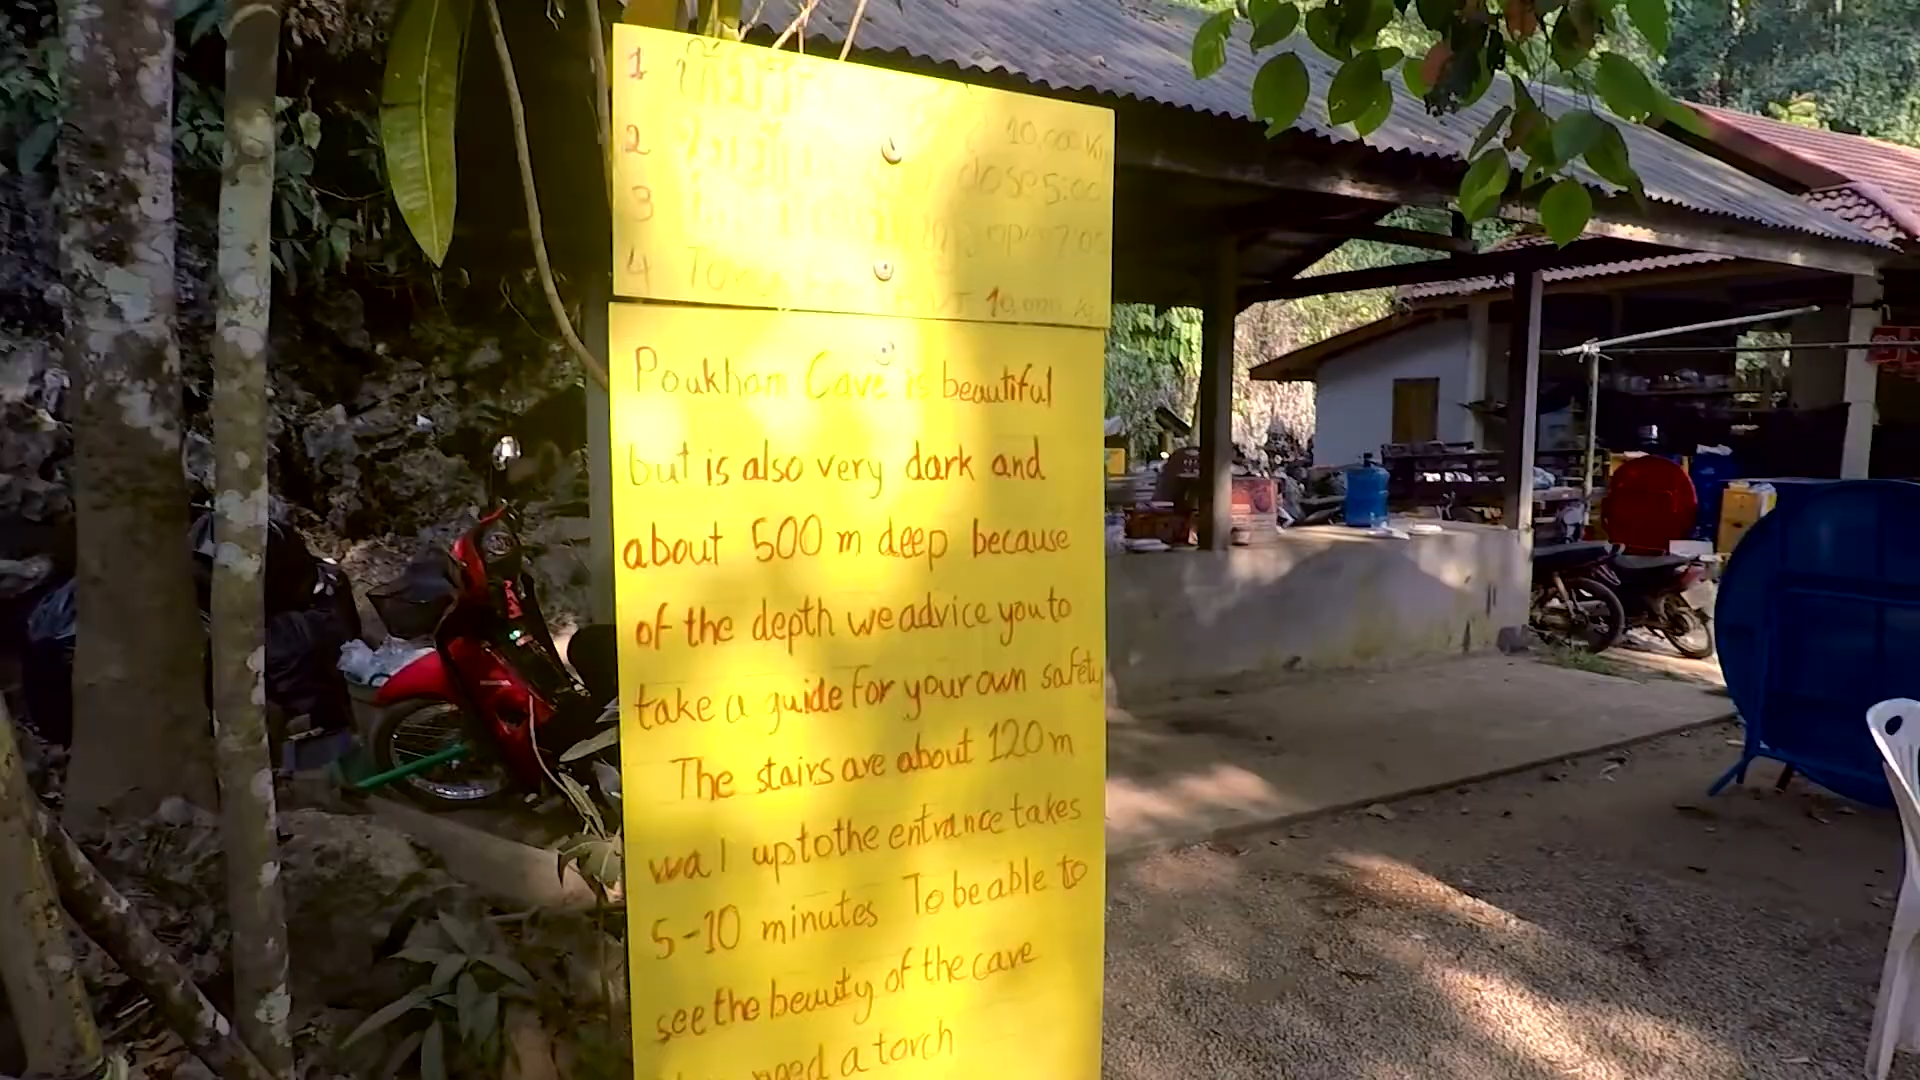 1
2 10,000 K
3 close 5:00
open 7:00
4 10,000 K
Poukham Cave is beautiful
but is also very dark and
about 500 m deep because
of the depth we advice you to
take a guide for your own safety
The stairs are about 120 m
wal up to the entrance takes
5-10 minutes To be able to
see the beauty of the cave
need a torch
HONDA